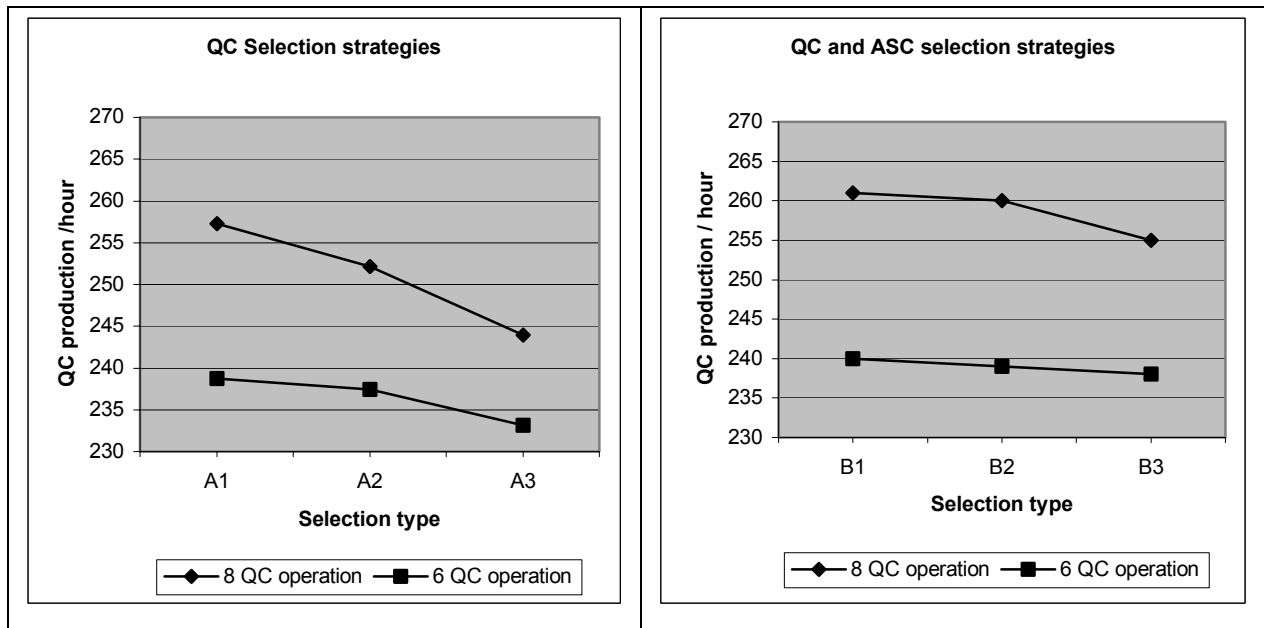 QC Selection strategies
270
265
260
255
250
245
240
235
230
QC production /hour
A1 A2 A3
Selection type
8 QC operation 6 QC operation
QC and ASC selection strategies
270
265
260
255
250
245
240
235
230
QC production / hour
B1 B2 B3
Selection type
8 QC operation 6 QC operation